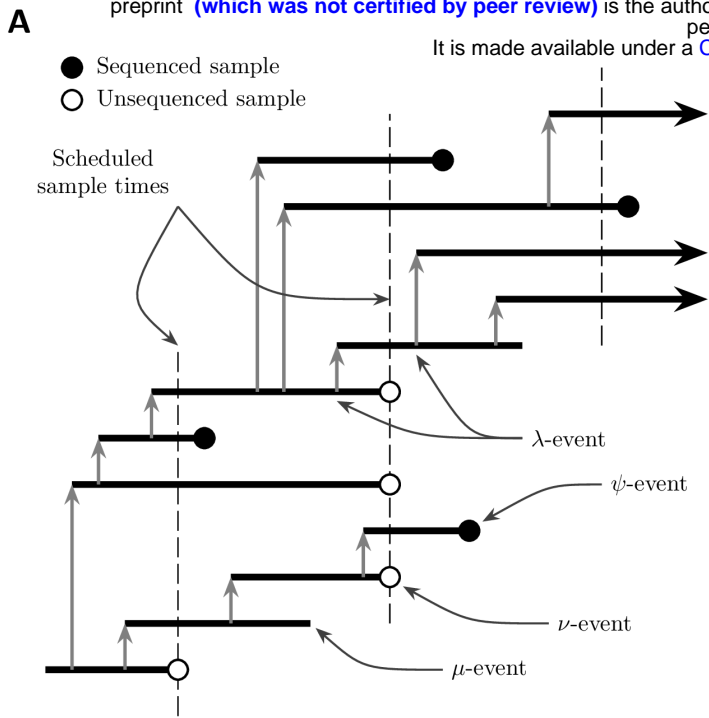 preprint (which was not certified by peer review) is the autho
pe
It is made available under a C
A
Sequenced sample
Unsequenced sample
Scheduled
sample times
λ-event
ψ-event
ν-event
μ-event